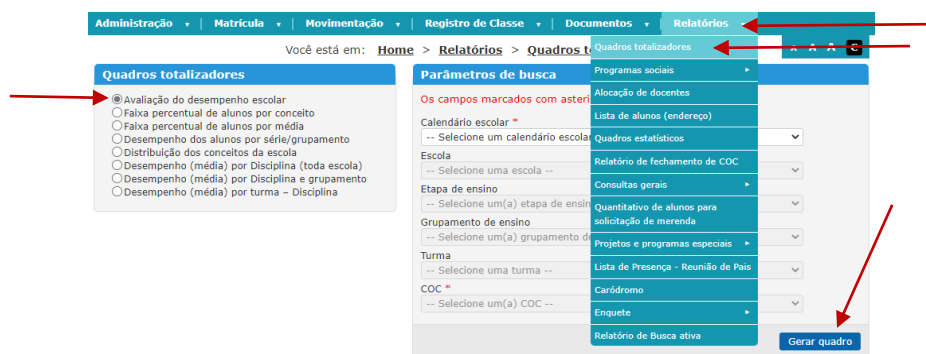 Administração | Matrícula | Movimentação | Registro de Classe | Documentos | Relatórios
Você está em: Home > Relatórios > Quadros to
A A A C
Quadros totalizadores
Avaliação do desempenho escolar
Faixa percentual de alunos por conceito
Faixa percentual de alunos por média
Desempenho dos alunos por série/grupamento
Distribuição dos conceitos da escola
Desempenho (média) por Disciplina (toda escola)
Desempenho (média) por Disciplina e grupamento
Desempenho (média) por turma – Disciplina
Parâmetros de busca
Os campos marcados com asteri
Calendário escolar *
-- Selecione um calendário escolar
Escola
-- Selecione uma escola --
Etapa de ensino
-- Selecione um(a) etapa de ensin
Grupamento de ensino
-- Selecione um(a) grupamento de
Turma
-- Selecione uma turma --
COC *
-- Selecione um(a) COC --
Quadros totalizadores
Programas sociais
Alocação de docentes
Lista de alunos (endereço)
Quadros estatísticos
Relatório de fechamento de COC
Consultas gerais
Quantitativo de alunos para
solicitação de merenda
Projetos e programas especiais
Lista de Presença - Reunião de Pais
Caródromo
Enquete
Relatório de Busca ativa
Gerar quadro